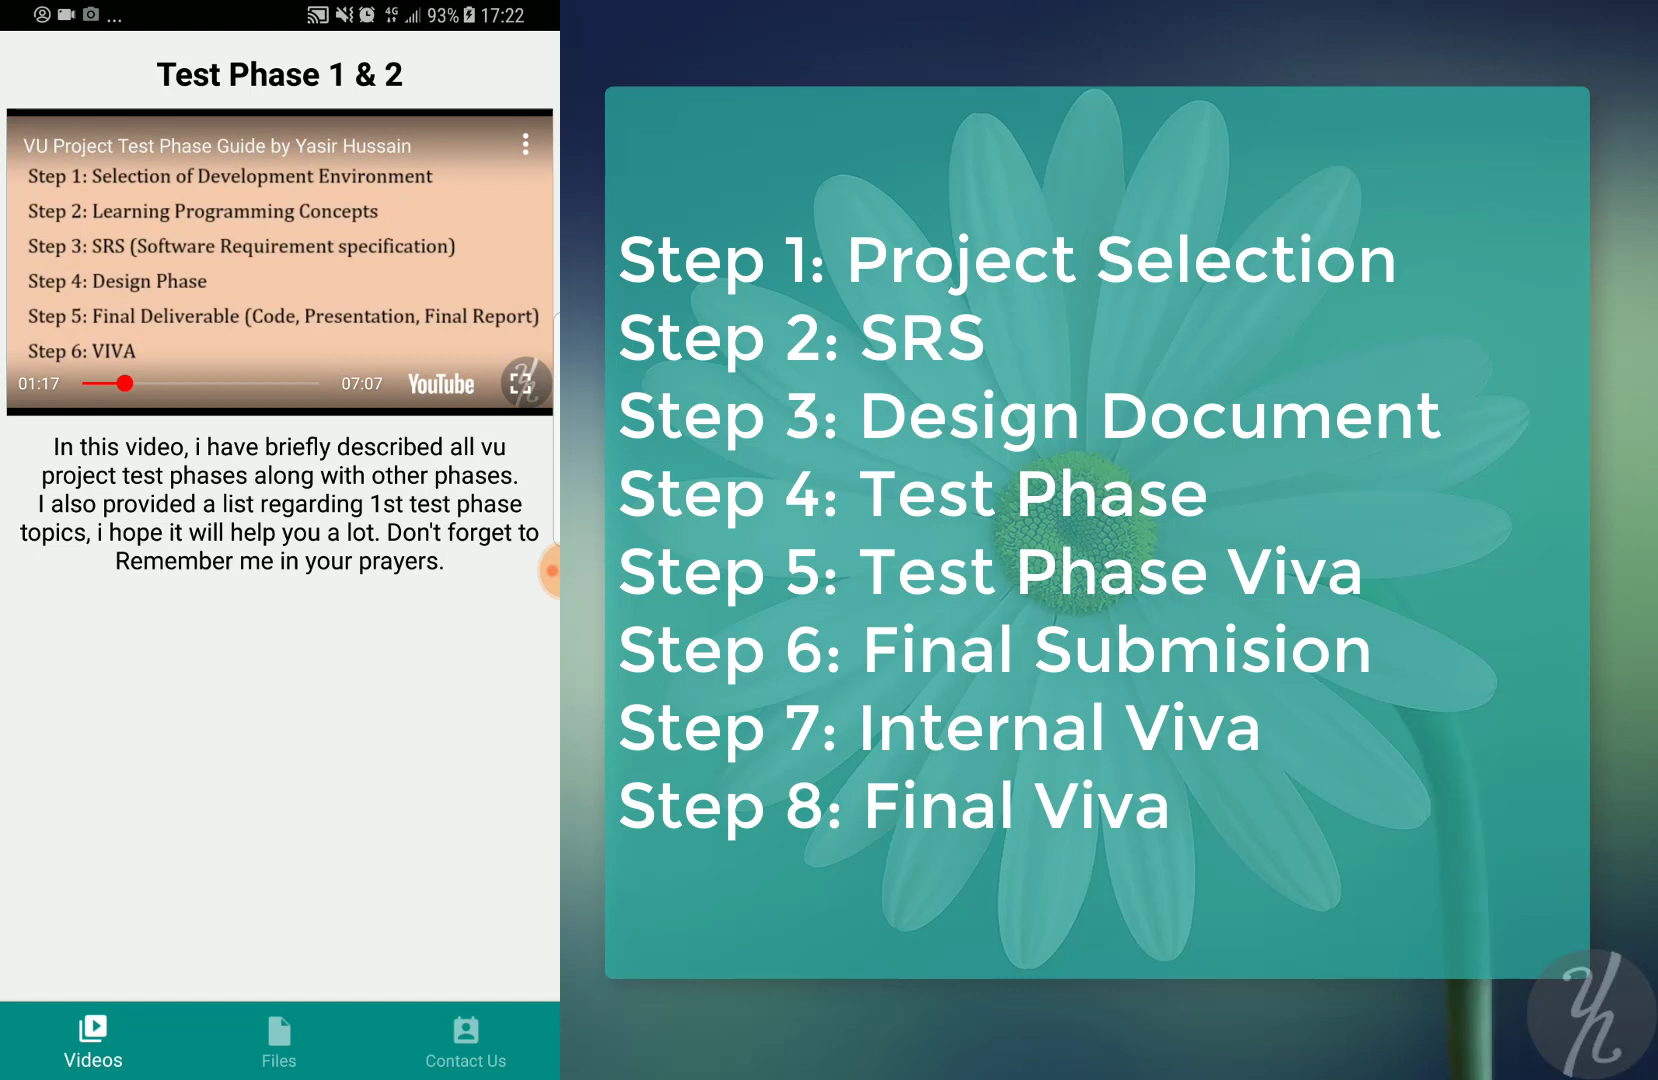 ... 4G 93% 17:22
Test Phase 1 & 2
VU Project Test Phase Guide by Yasir Hussain
Step 1: Selection of Development Environment
Step 2: Learning Programming Concepts
Step 3: SRS (Software Requirement specification)
Step 4: Design Phase
Step 5: Final Deliverable (Code, Presentation, Final Report)
Step 6: VIVA
01:17 07:07 YouTube
In this video, i have briefly described all vu
project test phases along with other phases.
I also provided a list regarding 1st test phase
topics, i hope it will help you a lot. Don't forget to
Remember me in your prayers.
Videos Files Contact Us
Step 1: Project Selection
Step 2: SRS
Step 3: Design Document
Step 4: Test Phase
Step 5: Test Phase Viva
Step 6: Final Submision
Step 7: Internal Viva
Step 8: Final Viva